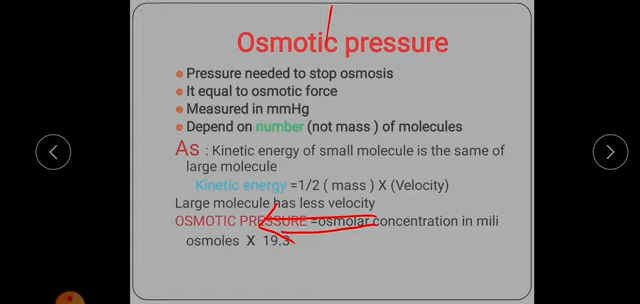 Osmotic pressure
Pressure needed to stop osmosis
It equal to osmotic force
Measured in mmHg
Depend on number (not mass ) of molecules
As : Kinetic energy of small molecule is the same of
large molecule
Kinetic energy =1/2 ( mass ) X (Velocity)
Large molecule has less velocity
OSMOTIC PRESSURE =osmolar concentration in mili
osmoles X 19.3